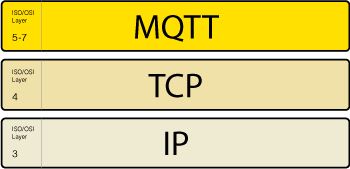 ISO/OSI
Layer
5-7
MQTT
ISO/OSI
Layer
4
TCP
ISO/OSI
Layer
3
IP